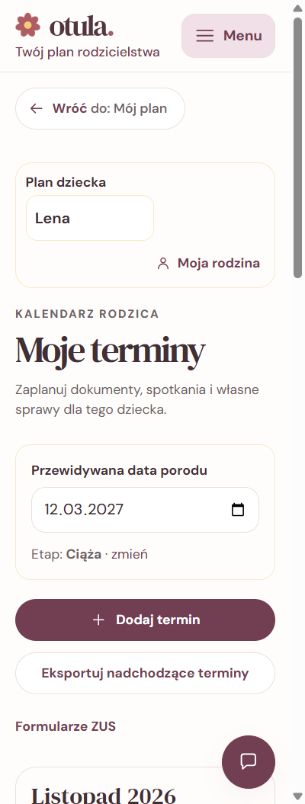 otula.
Twój plan rodzicielstwa
Menu
Wróć do: Mój plan
Plan dziecka
Lena
Moja rodzina
KALENDARZ RODZICA
Moje terminy
Zaplanuj dokumenty, spotkania i własne
sprawy dla tego dziecka.
Przewidywana data porodu
12.03.2027
Etap: Ciąża · zmień
Dodaj termin
Eksportuj nadchodzące terminy
Formularze ZUS
Listopad 2026